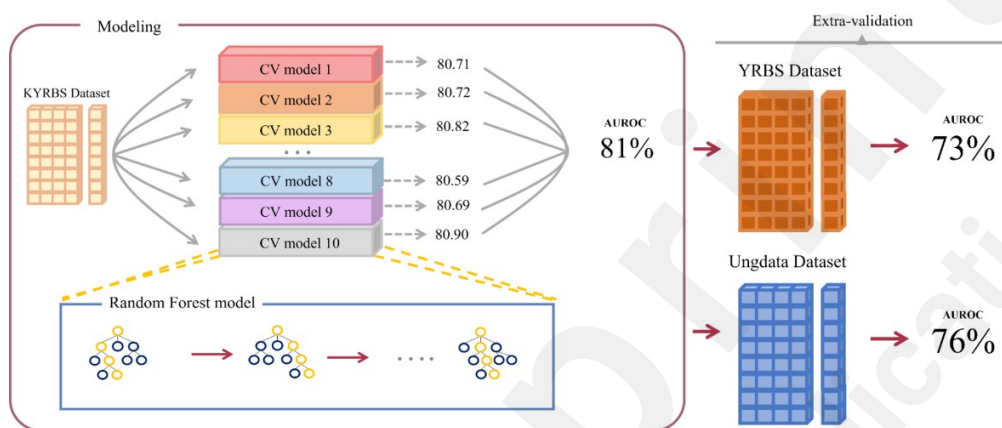 Modeling
KYRBS Dataset
CV model 1
80.71
CV model 2
80.72
CV model 3
80.82
CV model 8
80.59
CV model 9
80.69
CV model 10
80.90
AUROC
81%
Random Forest model
Extra-validation
YRBS Dataset
AUROC
73%
Ungdata Dataset
AUROC
76%